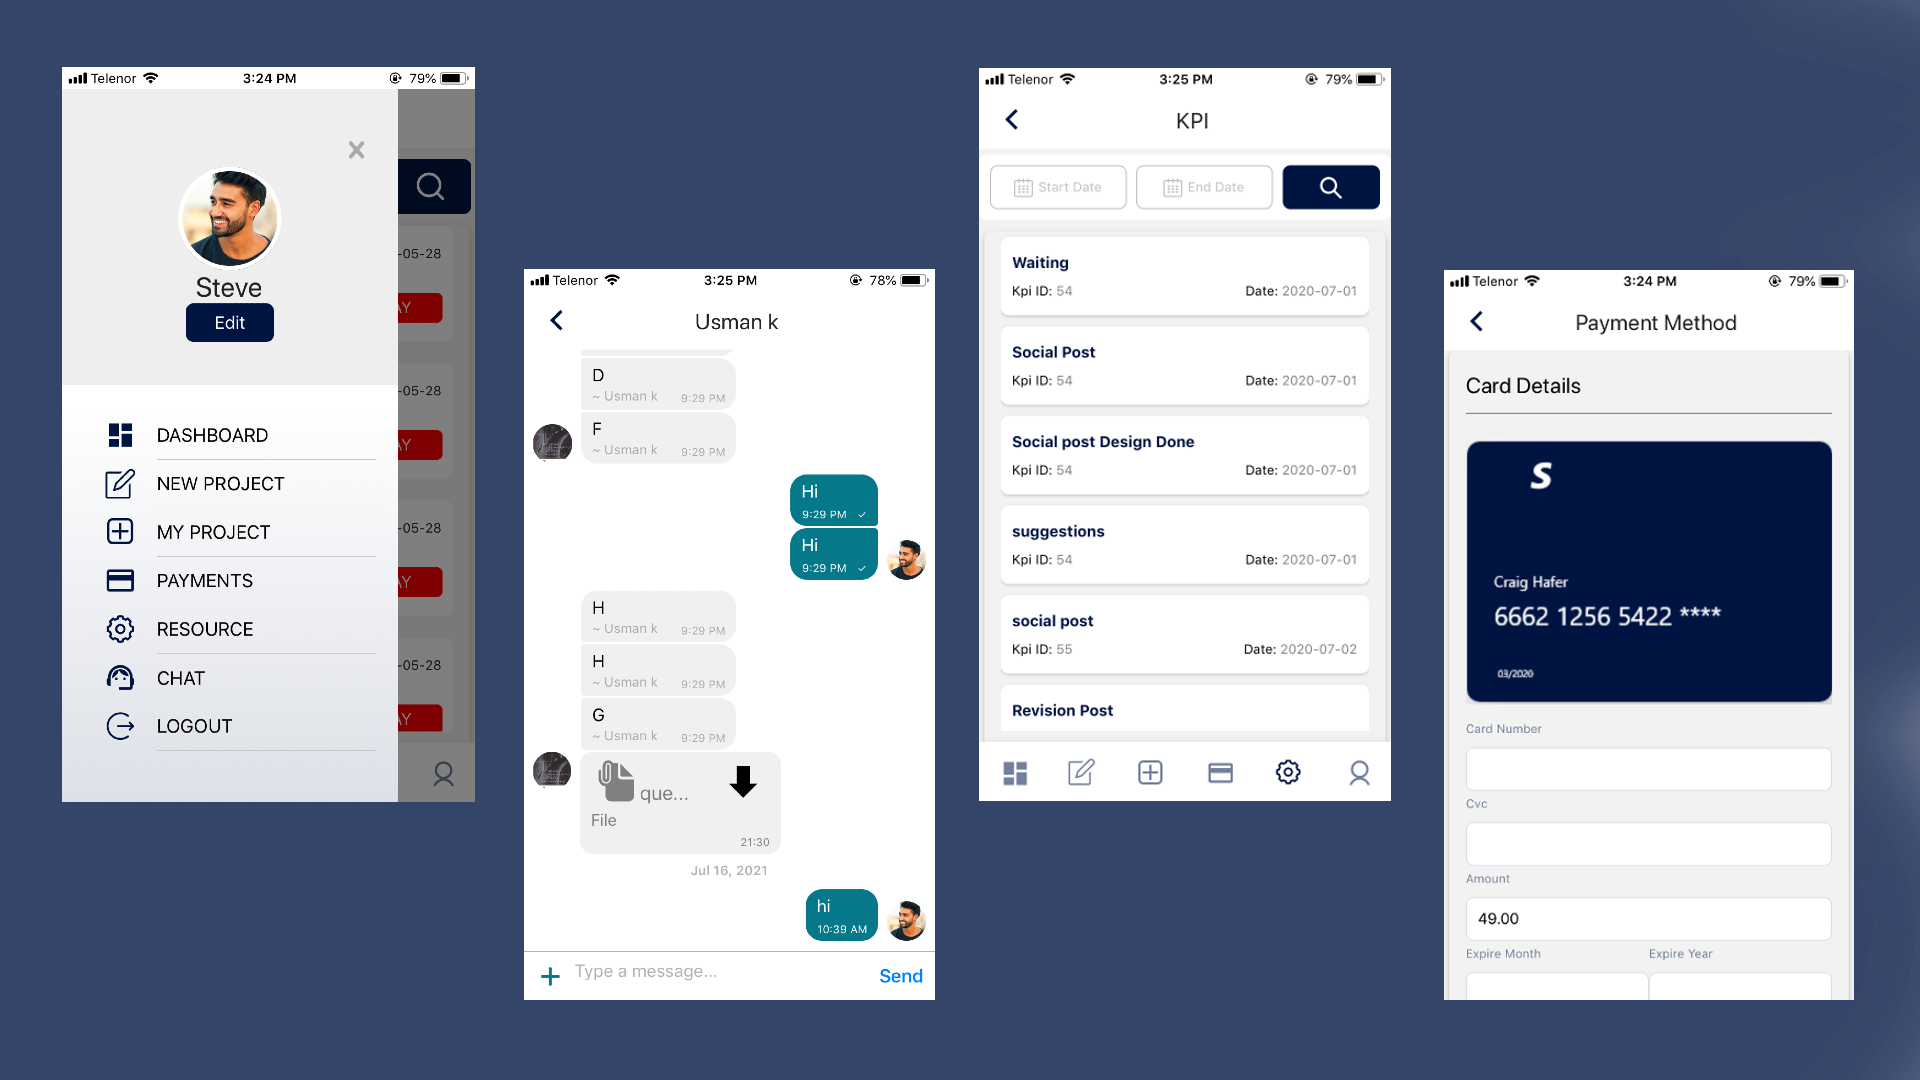 Telenor 3:24 PM 79%
Steve
Edit
DASHBOARD
NEW PROJECT
MY PROJECT
PAYMENTS
RESOURCE
CHAT
LOGOUT
-05-28
AY
-05-28
AY
-05-28
AY
-05-28
AY
Telenor 3:25 PM 78%
Usman k
D
~ Usman k 9:29 PM
F
~ Usman k 9:29 PM
Hi
9:29 PM ✓
Hi
9:29 PM ✓
H
~ Usman k 9:29 PM
H
~ Usman k 9:29 PM
G
~ Usman k 9:29 PM
que...
File
21:30
Jul 16, 2021
hi
10:39 AM
+ Type a message... Send
Telenor 3:25 PM 79%
KPI
Start Date End Date
Waiting
Kpi ID: 54 Date: 2020-07-01
Social Post
Kpi ID: 54 Date: 2020-07-01
Social post Design Done
Kpi ID: 54 Date: 2020-07-01
suggestions
Kpi ID: 54 Date: 2020-07-01
social post
Kpi ID: 55 Date: 2020-07-02
Revision Post
Telenor 3:24 PM 79%
Payment Method
Card Details
S
Craig Hafer
6662 1256 5422 ****
03/2020
Card Number
Cvc
Amount
49.00
Expire Month Expire Year